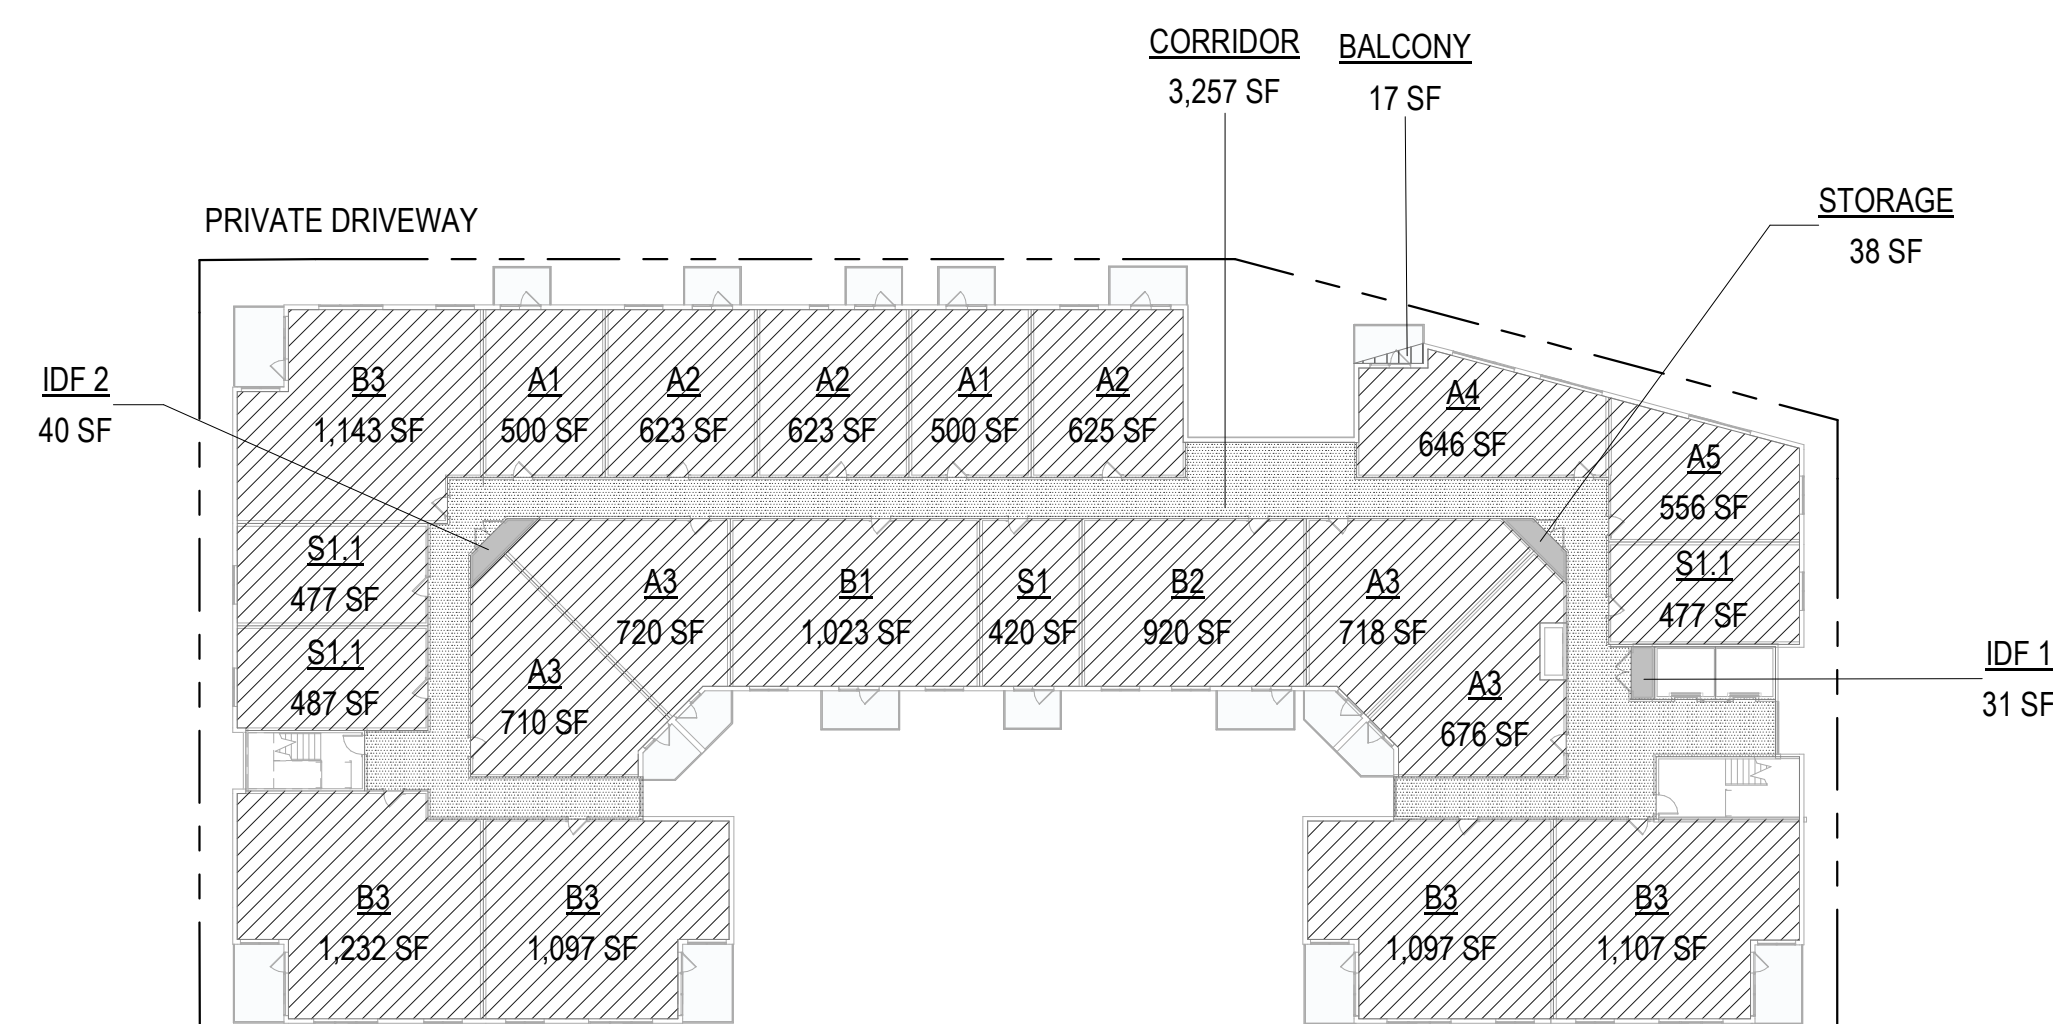 CORRIDOR
3,257 SF
BALCONY
17 SF
STORAGE
38 SF
PRIVATE DRIVEWAY
IDF 2
40 SF
B3
1,143 SF
A1
500 SF
A2
623 SF
A2
623 SF
A1
500 SF
A2
625 SF
A4
646 SF
A5
556 SF
S1.1
477 SF
S1.1
477 SF
S1.1
487 SF
A3
720 SF
A3
710 SF
B1
1,023 SF
S1
420 SF
B2
920 SF
A3
718 SF
A3
676 SF
IDF 1
31 SF
B3
1,232 SF
B3
1,097 SF
B3
1,097 SF
B3
1,107 SF